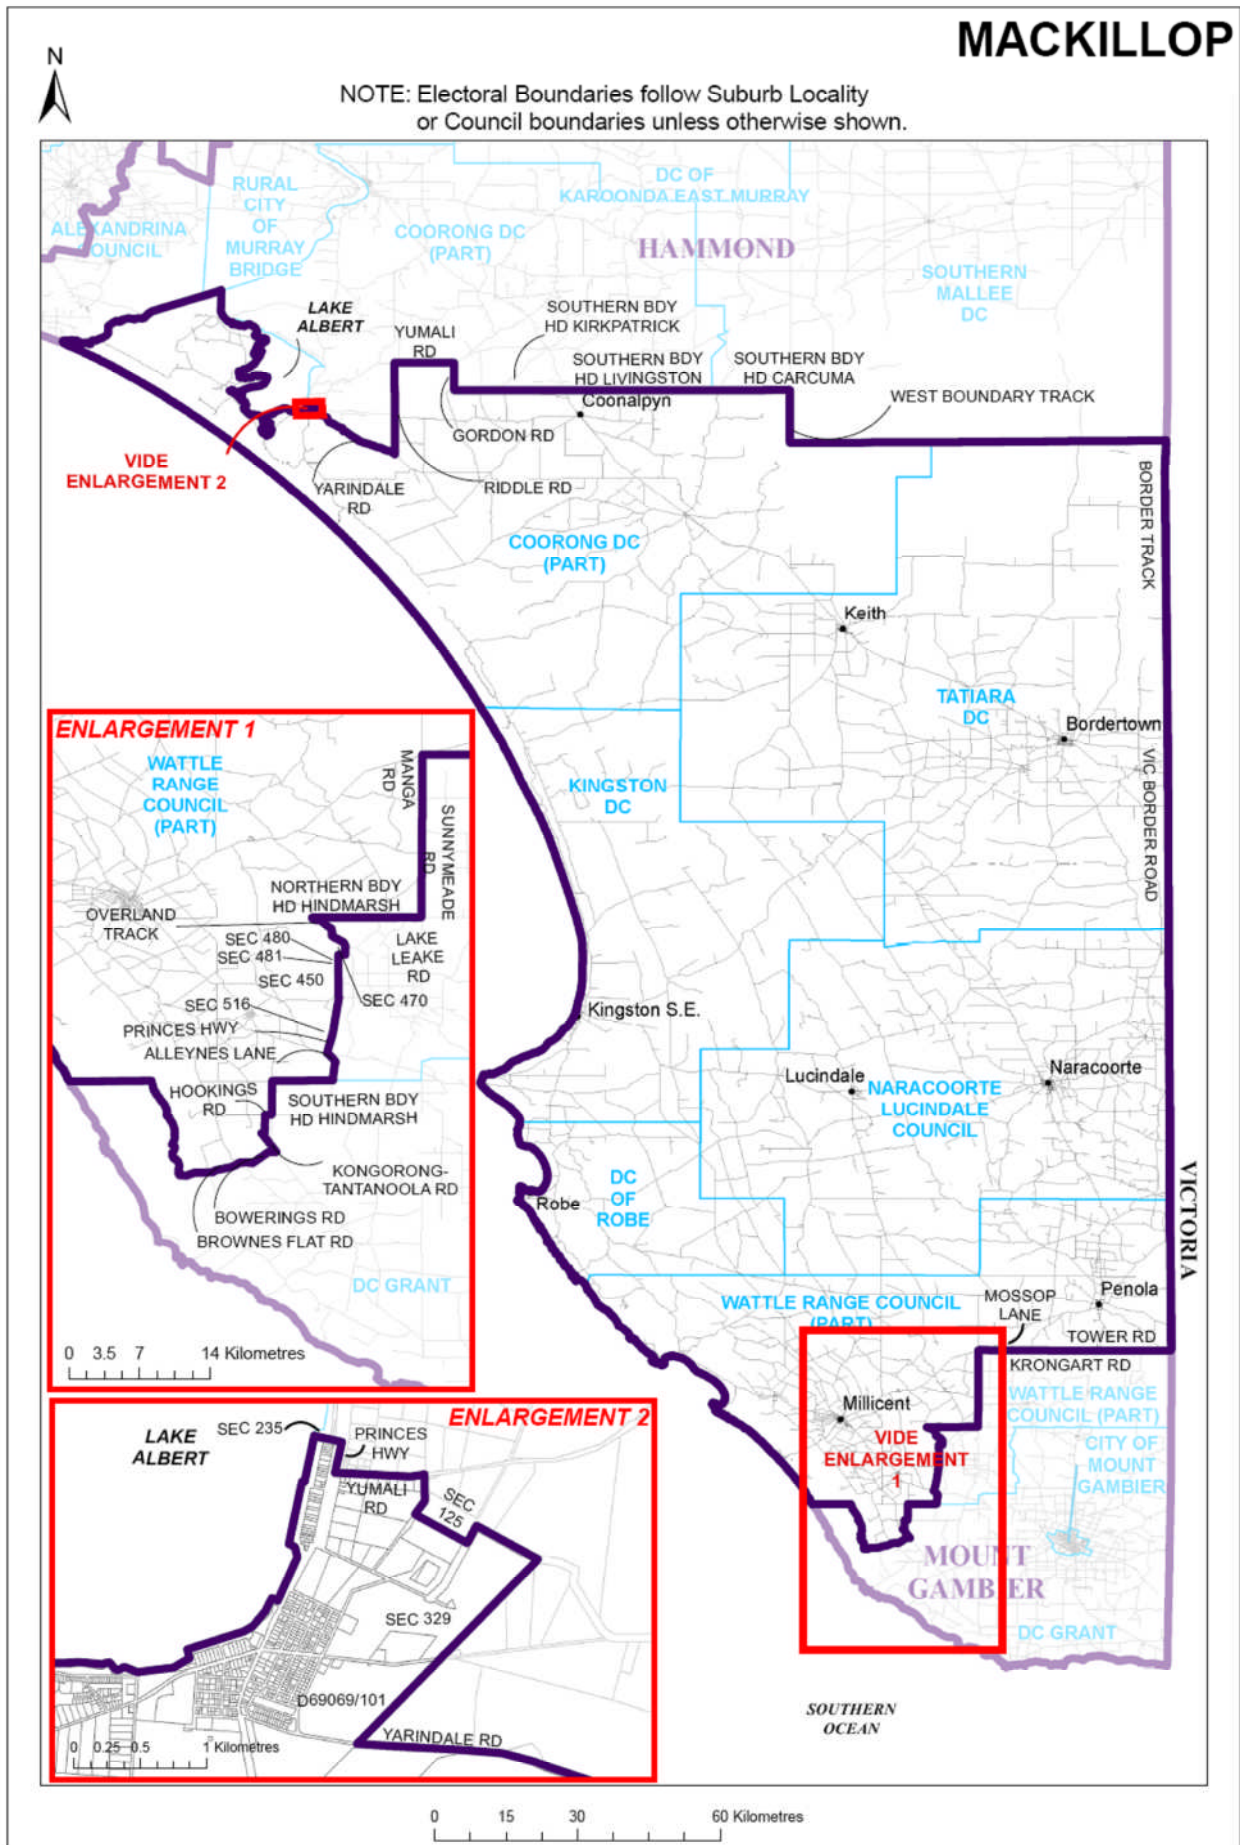 MACKILLOP
N
NOTE: Electoral Boundaries follow Suburb Locality
or Council boundaries unless otherwise shown.
ALEXANDRINA
COUNCIL
RURAL
CITY
OF
MURRAY
BRIDGE
COORONG DC
(PART)
DC OF
KAROONDA EAST MURRAY
HAMMOND
SOUTHERN
MALLEE
DC
LAKE
ALBERT
YUMALI
RD
SOUTHERN BDY
HD KIRKPATRICK
SOUTHERN BDY
HD LIVINGSTON
SOUTHERN BDY
HD CARCUMA
WEST BOUNDARY TRACK
Coonalpyn
GORDON RD
VIDE
ENLARGEMENT 2
YARINDALE
RD
RIDDLE RD
BORDER TRACK
COORONG DC
(PART)
Keith
TATIARA
DC
Bordertown
VIC BORDER ROAD
KINGSTON
DC
Kingston S.E.
Lucindale
Naracoorte
NARACOORTE
LUCINDALE
COUNCIL
DC
OF
ROBE
Robe
VICTORIA
WATTLE RANGE COUNCIL
(PART)
MOSSOP
LANE
Penola
TOWER RD
KRONGART RD
Millicent
VIDE
ENLARGEMENT
1
WATTLE RANGE
COUNCIL (PART)
CITY OF
MOUNT
GAMBIER
MOUNT
GAMBIER
DC GRANT
SOUTHERN
OCEAN
ENLARGEMENT 1
WATTLE
RANGE
COUNCIL
(PART)
MANGA
RD
SUNNYMEADE
RD
NORTHERN BDY
HD HINDMARSH
OVERLAND
TRACK
SEC 480
SEC 481
SEC 450
LAKE
LEAKE
RD
SEC 470
SEC 516
PRINCES HWY
ALLEYNES LANE
HOOKINGS
RD
SOUTHERN BDY
HD HINDMARSH
KONGORONG-
TANTANOOLA RD
BOWERINGS RD
BROWNES FLAT RD
DC GRANT
0 3.5 7 14 Kilometres
ENLARGEMENT 2
LAKE
ALBERT
SEC 235
PRINCES
HWY
YUMALI
RD
SEC
125
SEC 329
D69069/101
YARINDALE RD
0 0.25 0.5 1 Kilometres
0 15 30 60 Kilometres